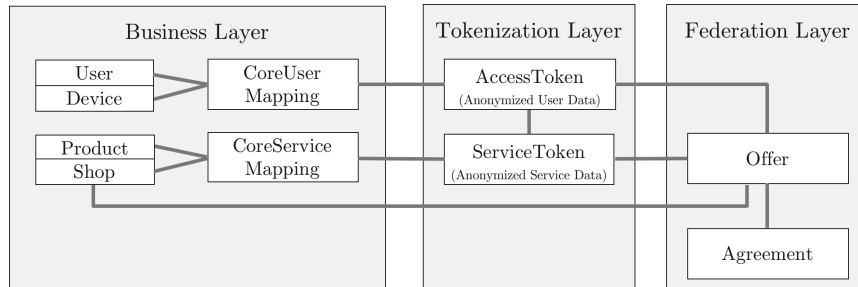 Business Layer
User
Device
CoreUser
Mapping
Product
Shop
CoreService
Mapping
Tokenization Layer
AccessToken
(Anonymized User Data)
ServiceToken
(Anonymized Service Data)
Federation Layer
Offer
Agreement